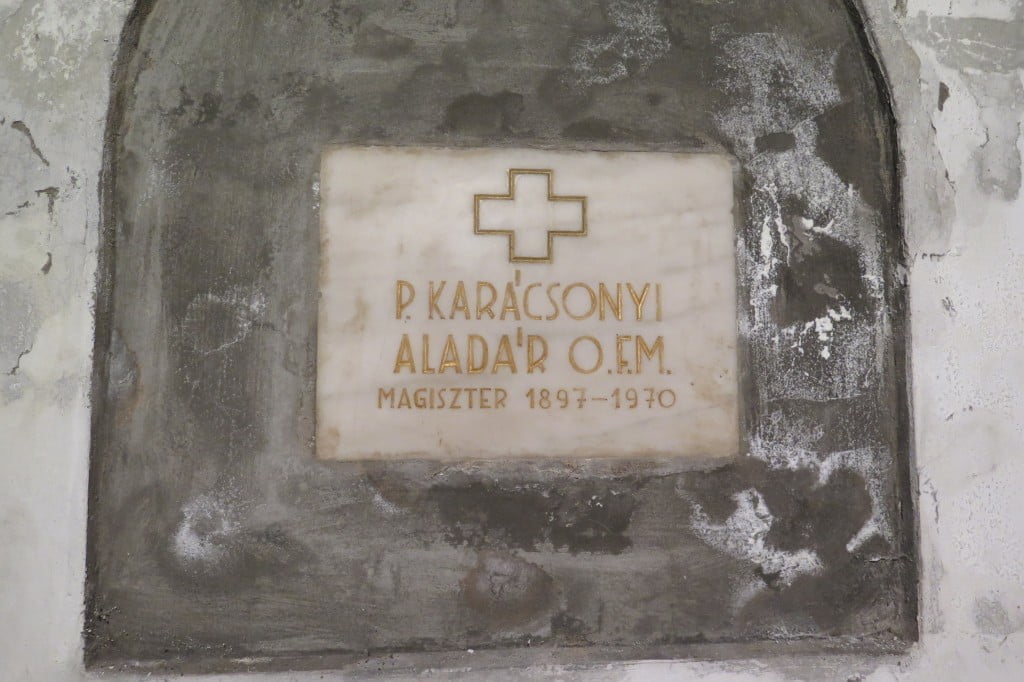 P. KARÁCSONYI
ALADÁR O.F.M.
MAGISZTER 1897-1970